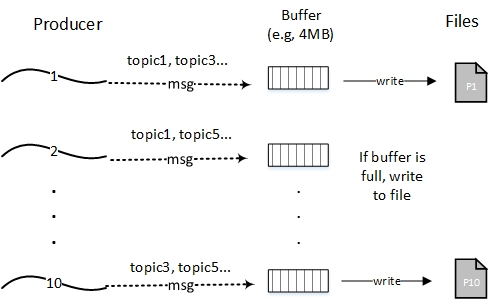 Producer
Buffer
(e.g, 4MB)
Files
topic1, topic3...
1
msg
write
P1
topic1, topic5...
2
msg
If buffer is
full, write
to file
topic3, topic5...
10
msg
write
P10